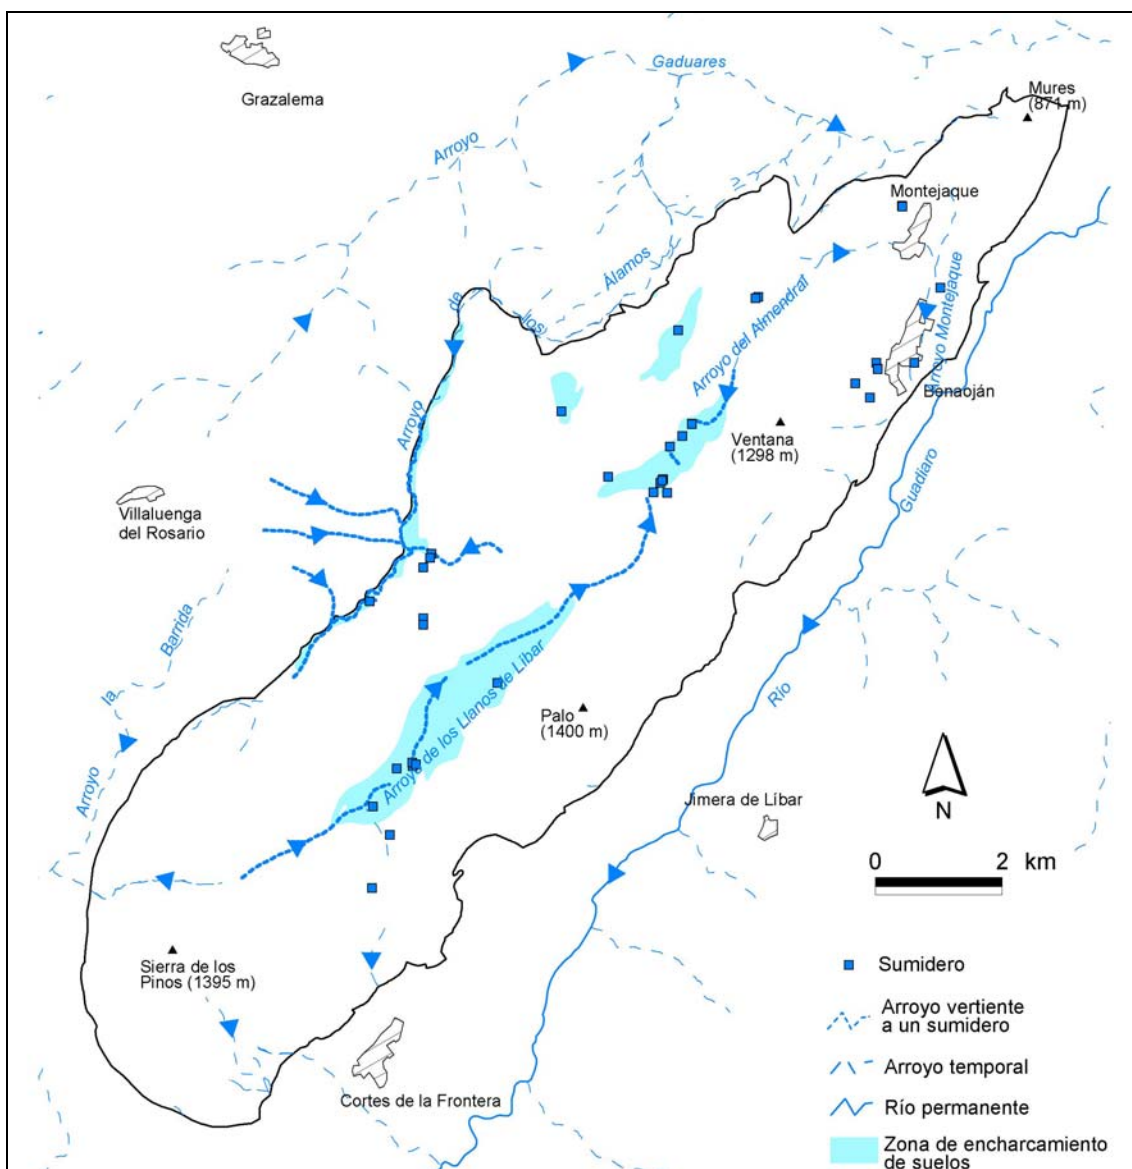 Gaduares
Mures
(871 m)
Grazalema
Arroyo
Montejaque
Álamos
de
los
Arroyo del Almendral
Arroyo Montejaque
Benaoján
Arroyo
Ventana
(1298 m)
Villaluenga
del Rosario
Guadiaro
Barrida
la
Arroyo
Río
Arroyo de los Llanos de Líbar
Palo
(1400 m)
Jimera de Líbar
N
0 2 km
Sierra de los
Pinos (1395 m)
Cortes de la Frontera
Sumidero
Arroyo vertiente
a un sumidero
Arroyo temporal
Río permanente
Zona de encharcamiento
de suelos